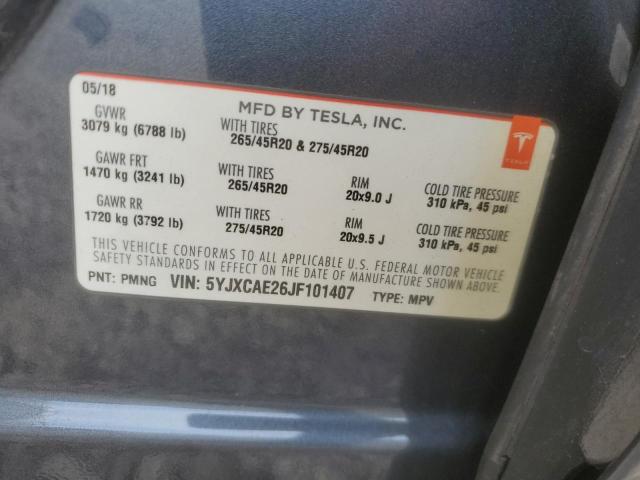 05/18
MFD BY TESLA, INC.
GVWR
3079 kg (6788 lb)
WITH TIRES
265/45R20 & 275/45R20
GAWR FRT
1470 kg (3241 lb)
WITH TIRES
265/45R20
RIM
20x9.0 J
COLD TIRE PRESSURE
310 kPa, 45 psi
GAWR RR
1720 kg (3792 lb)
WITH TIRES
275/45R20
RIM
20x9.5 J
COLD TIRE PRESSURE
310 kPa, 45 psi
THIS VEHICLE CONFORMS TO ALL APPLICABLE U.S. FEDERAL MOTOR VEHICLE
SAFETY STANDARDS IN EFFECT ON THE DATE OF MANUFACTURE SHOWN ABOVE.
PNT: PMNG VIN: 5YJXCAE26JF101407 TYPE: MPV
TESLA